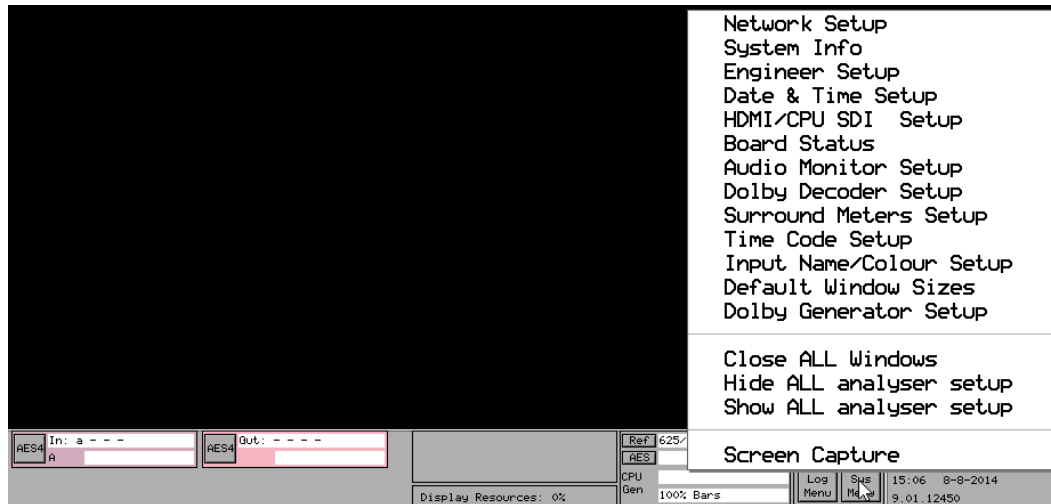 Network Setup
System Info
Engineer Setup
Date & Time Setup
HDMI/CPU SDI  Setup
Board Status
Audio Monitor Setup
Dolby Decoder Setup
Surround Meters Setup
Time Code Setup
Input Name/Colour Setup
Default Window Sizes
Dolby Generator Setup
Close ALL Windows
Hide ALL analyser setup
Show ALL analyser setup
Screen Capture
AES4 In: a - - -
A
AES4 Out: - - - -
A
Display Resources: 0%
Ref 625/
AES
CPU
Gen 100% Bars
Log
Menu
Sys
15:06 8-8-2014
9.01.12450